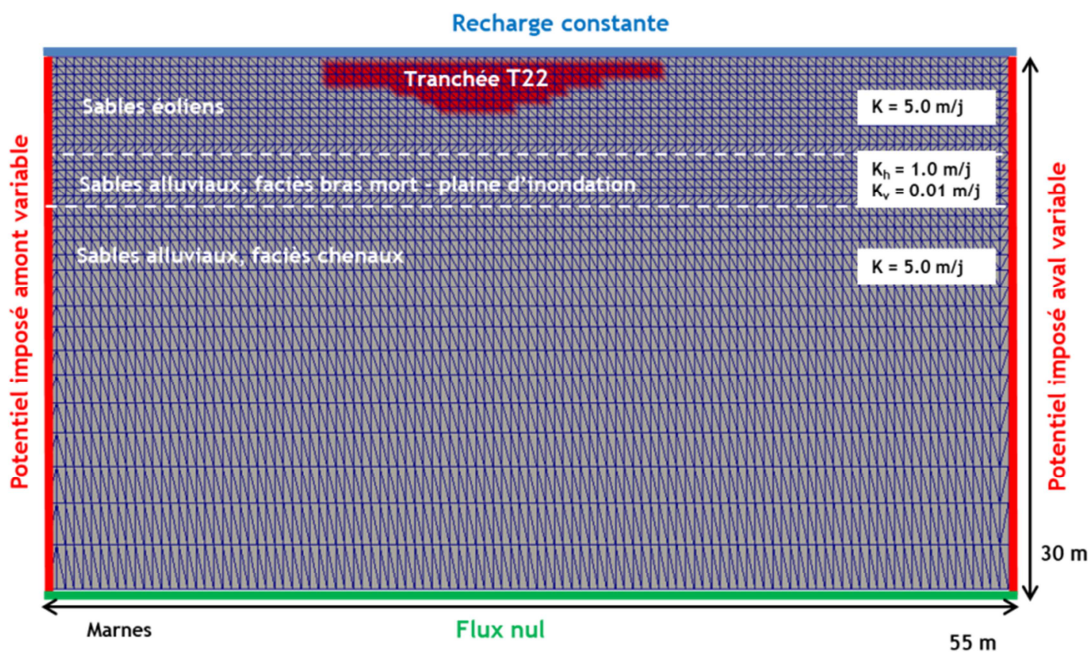 Recharge constante
Tranchée T22
Sables éoliens
K = 5.0 m/j
Potentiel imposé amont variable
Sables alluviaux, faciès bras mort - plaine d'inondation
Kh = 1.0 m/j
Kv = 0.01 m/j
Sables alluviaux, faciès chenaux
K = 5.0 m/j
Potentiel imposé aval variable
30 m
Marnes
Flux nul
55 m